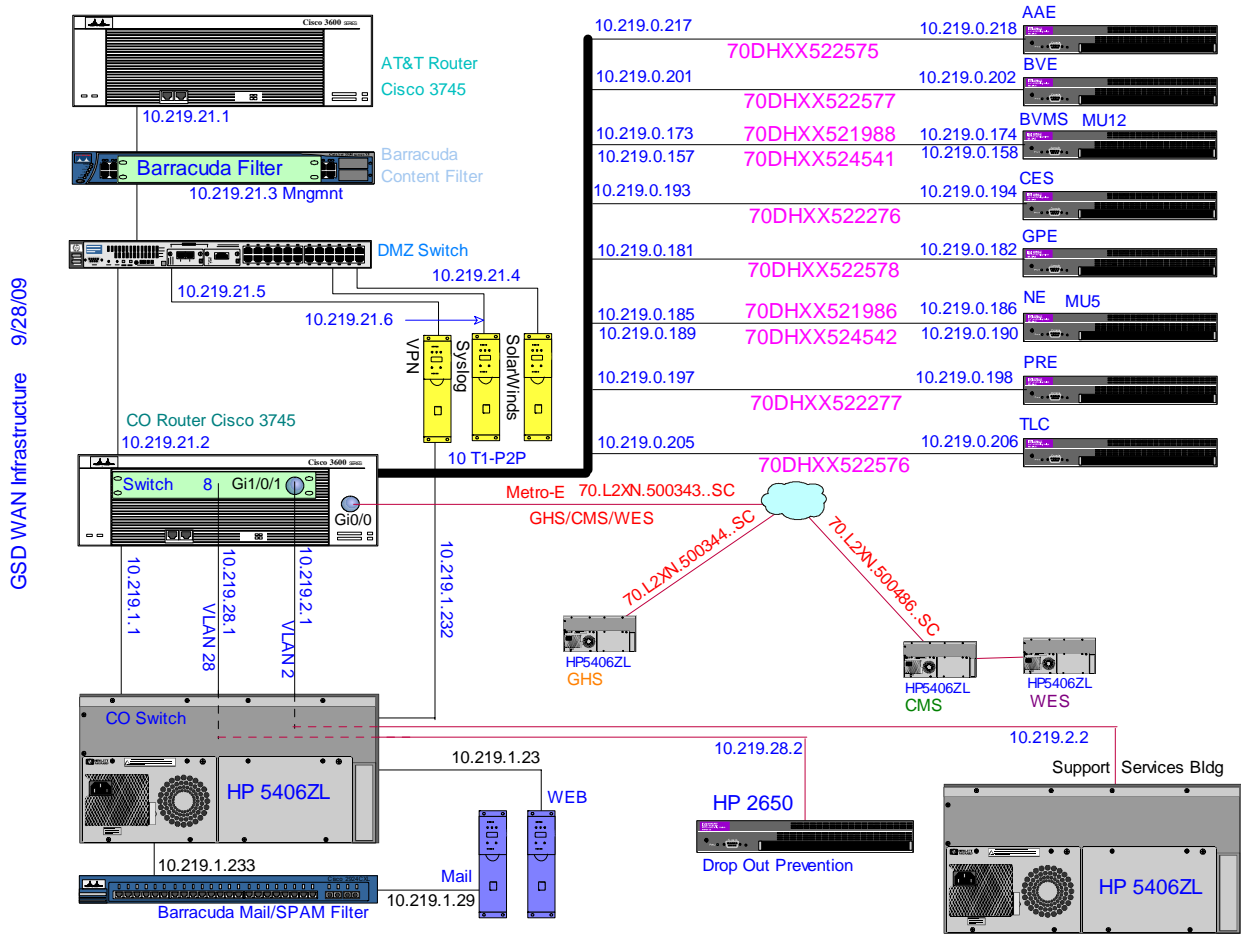 GSD WAN Infrastructure 9/28/09
Cisco 3600 SERIES
AT&T Router
Cisco 3745
10.219.21.1
Barracuda Filter
Barracuda
Content Filter
10.219.21.3 Mngmnt
DMZ Switch
10.219.21.4
10.219.21.5
10.219.21.6
VPN
Syslog
SolarWinds
CO Router Cisco 3745
10.219.21.2
10 T1-P2P
Cisco 3600 SERIES
Switch 8 Gi1/0/1
Gi0/0
10.219.0.217
70DHXX522575
10.219.0.218
AAE
10.219.0.201
70DHXX522577
10.219.0.202
BVE
10.219.0.173
70DHXX521988
10.219.0.174
BVMS MU12
10.219.0.157
70DHXX524541
10.219.0.158
10.219.0.193
70DHXX522276
10.219.0.194
CES
10.219.0.181
70DHXX522578
10.219.0.182
GPE
10.219.0.185
70DHXX521986
10.219.0.186
NE MU5
10.219.0.189
70DHXX524542
10.219.0.190
10.219.0.197
70DHXX522277
10.219.0.198
PRE
10.219.0.205
70DHXX522576
10.219.0.206
TLC
Metro-E 70.L2XN.500343..SC
GHS/CMS/WES
70.L2XN.500344..SC
70.L2XN.500486..SC
HP5406ZL
GHS
HP5406ZL
CMS
HP5406ZL
WES
10.219.1.1
10.219.28.1
VLAN 28
10.219.2.1
VLAN 2
10.219.1.232
CO Switch
HP 5406ZL
10.219.1.23
WEB
10.219.28.2
HP 2650
Drop Out Prevention
10.219.2.2
Support Services Bldg
HP 5406ZL
10.219.1.233
Cisco 2924CXL
Mail
10.219.1.29
Barracuda Mail/SPAM Filter